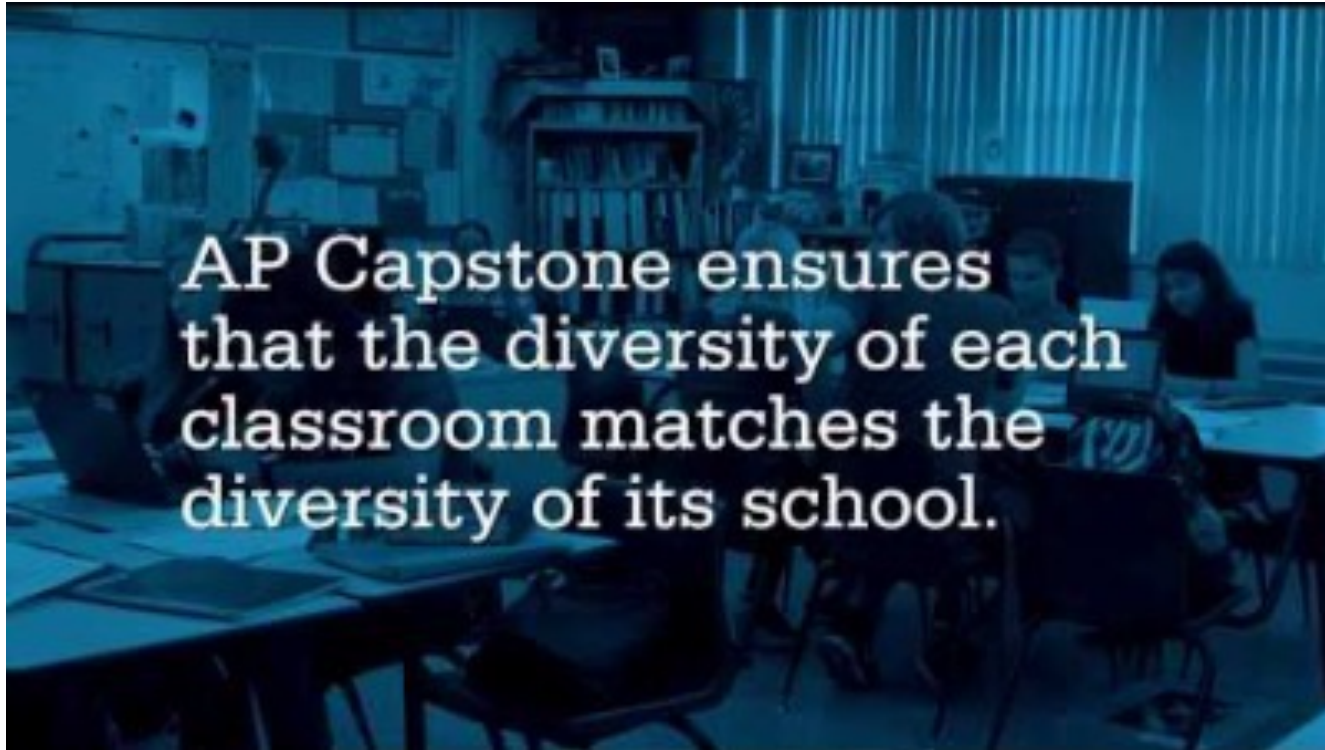 AP Capstone ensures
that the diversity of each
classroom matches the
diversity of its school.